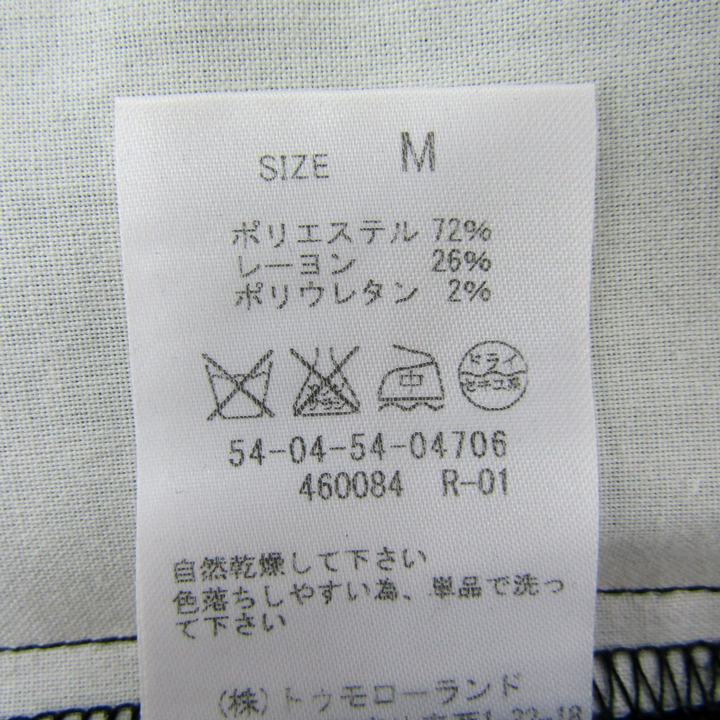 SIZE M
ポリエステル 72%
レーヨン 26%
ポリウレタン 2%
中 ドライ セキユ系
54-04-54-04706
460084 R-01
自然乾燥して下さい
色落ちしやすい為、単品で洗っ
て下さい
(株)トゥモローランド